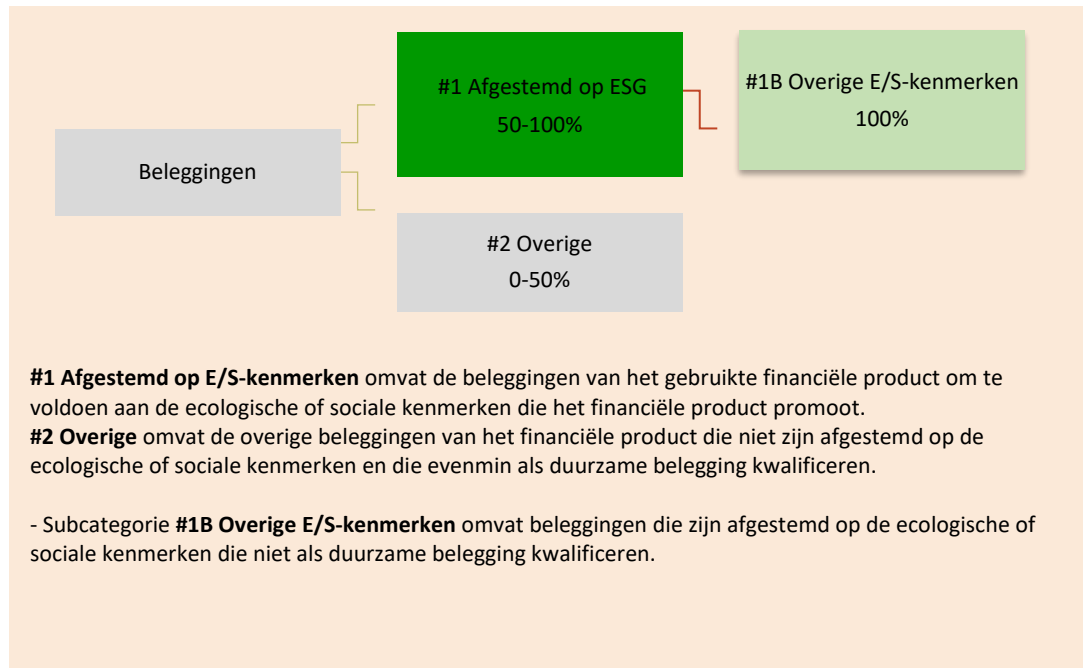 #1 Afgestemd op ESG
50-100%
#1B Overige E/S-kenmerken
100%
Beleggingen
#2 Overige
0-50%
#1 Afgestemd op E/S-kenmerken omvat de beleggingen van het gebruikte financiële product om te
voldoen aan de ecologische of sociale kenmerken die het financiële product promoot.
#2 Overige omvat de overige beleggingen van het financiële product die niet zijn afgestemd op de
ecologische of sociale kenmerken en die evenmin als duurzame belegging kwalificeren.
- Subcategorie #1B Overige E/S-kenmerken omvat beleggingen die zijn afgestemd op de ecologische of
sociale kenmerken die niet als duurzame belegging kwalificeren.